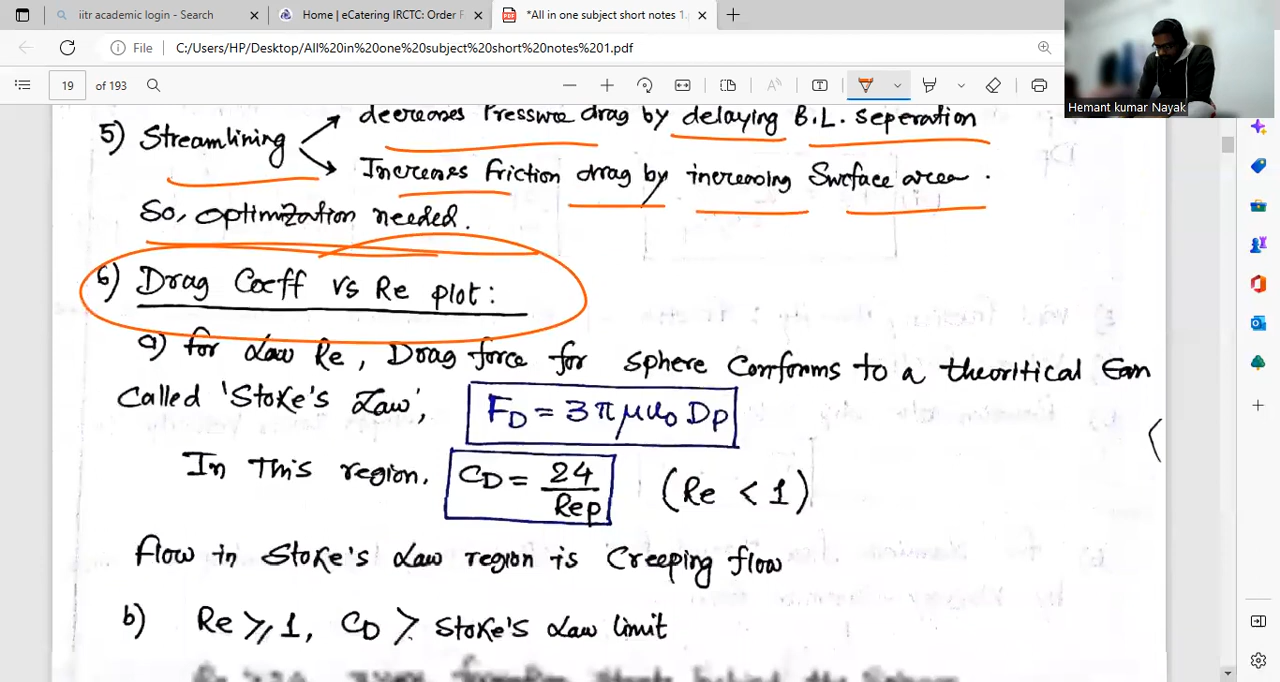 iitr academic login - Search
Home | eCatering IRCTC: Order F
*All in one subject short notes 1.p
File
C:/Users/HP/Desktop/All%20in%20one%20subject%20short%20notes%201.pdf
19 of 193
Hemant kumar Nayak
5) Streamlining
decreases Pressure drag by delaying B.L. seperation
Increases friction drag by increasing Surface area.
So, optimization needed.
6) Drag Coeff vs Re plot:
a) for Low Re, Drag force for sphere Conforms to a theoritical Eqn
Called 'Stoke's Law',
FD = 3πμu0 DP
In This region, CD = 24/Rep (Re < 1)
flow in Stoke's Law region is Creeping flow
b) Re ⩾ 1, CD > Stoke's Law limit